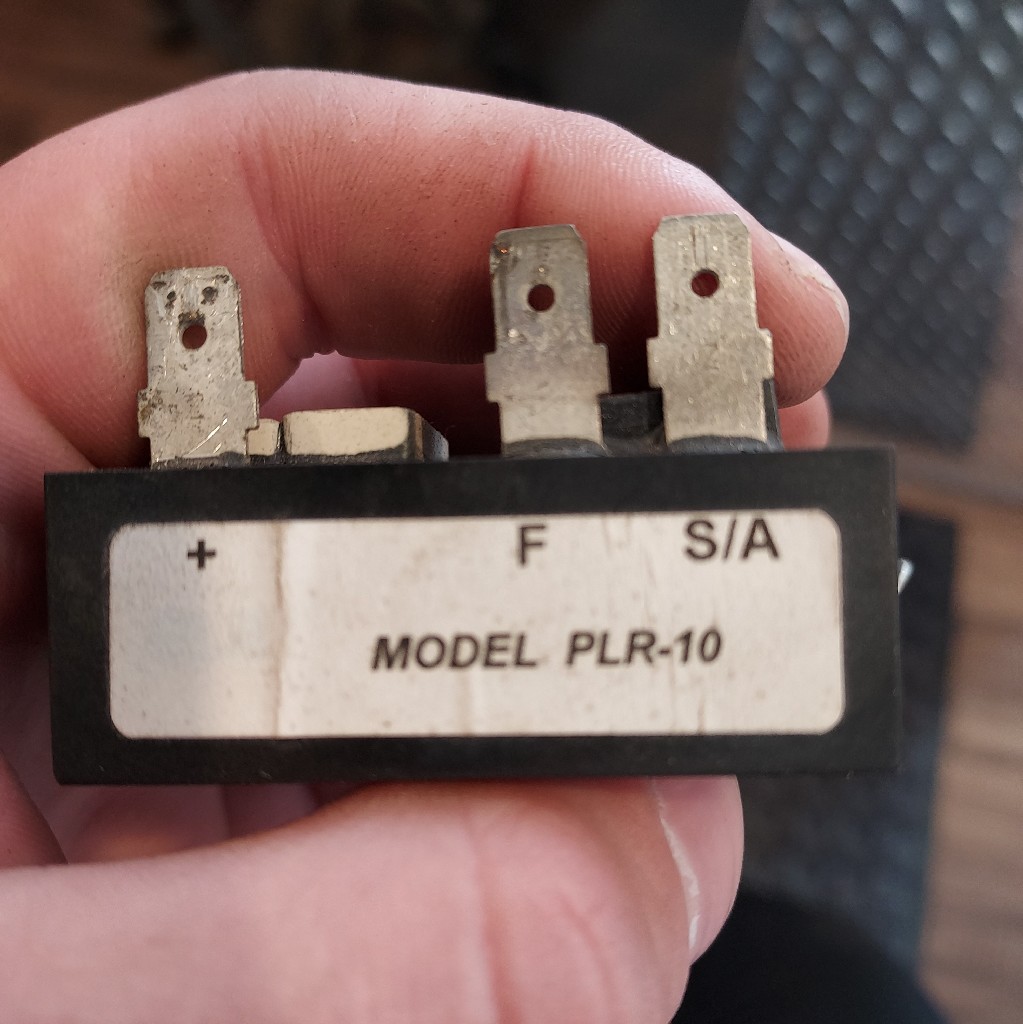 + F S/A
MODEL PLR-10